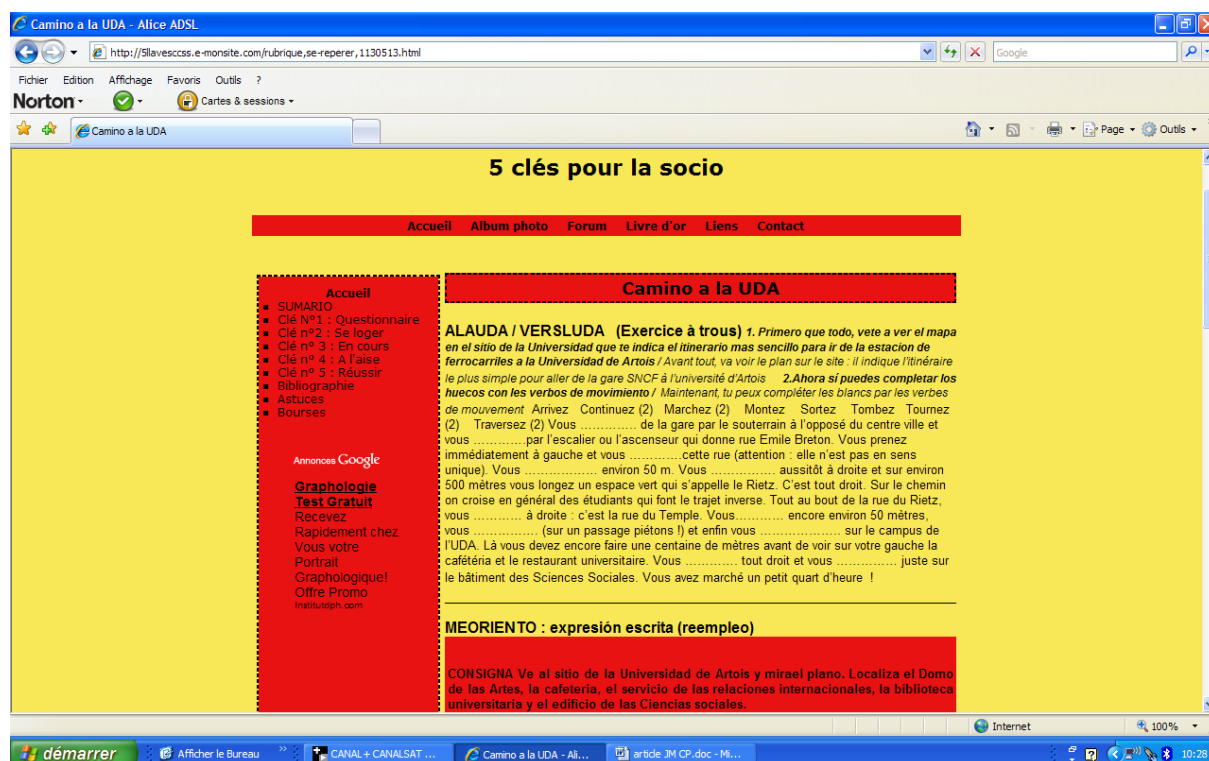 Camino a la UDA - Alice ADSL
http://5llavesccss.e-monsite.com/rubrique,se-reperer,1130513.html
Google
Fichier Edition Affichage Favoris Outils ?
Norton
Cartes & sessions
Camino a la UDA
Page
Outils
5 clés pour la socio
Accueil Album photo Forum Livre d'or Liens Contact
Accueil
SUMARIO
Clé N°1 : Questionnaire
Clé n°2 : Se loger
Clé n° 3 : En cours
Clé n° 4 : A l'aise
Clé n° 5 : Réussir
Bibliographie
Astuces
Bourses
Annonces Google
Graphologie
Test Gratuit
Recevez
Rapidement chez
Vous votre
Portrait
Graphologique!
Offre Promo
Institutdph.com
Camino a la UDA
ALAUDA / VERSLUDA (Exercice à trous) 1. Primero que todo, vete a ver el mapa
en el sitio de la Universidad que te indica el itinerario mas sencillo para ir de la estacion de
ferrocarriles a la Universidad de Artois / Avant tout, va voir le plan sur le site : il indique l'itinéraire
le plus simple pour aller de la gare SNCF à l'université d'Artois 2.Ahora sí puedes completar los
huecos con les verbos de movimiento / Maintenant, tu peux compléter les blancs par les verbes
de mouvement Arrivez Continuez (2) Marchez (2) Montez Sortez Tombez Tournez
(2) Traversez (2) Vous ………….. de la gare par le souterrain à l'opposé du centre ville et
vous ………….par l'escalier ou l'ascenseur qui donne rue Emile Breton. Vous prenez
immédiatement à gauche et vous ………….cette rue (attention : elle n'est pas en sens
unique). Vous ……………….. environ 50 m. Vous ……………. aussitôt à droite et sur environ
500 mètres vous longez un espace vert qui s'appelle le Rietz. C'est tout droit. Sur le chemin
on croise en général des étudiants qui font le trajet inverse. Tout au bout de la rue du Rietz,
vous ………… à droite : c'est la rue du Temple. Vous………… encore environ 50 mètres,
vous ……………. (sur un passage piétons !) et enfin vous ……………….. sur le campus de
l'UDA. Là vous devez encore faire une centaine de mètres avant de voir sur votre gauche la
cafétéria et le restaurant universitaire. Vous …………. tout droit et vous …………… juste sur
le bâtiment des Sciences Sociales. Vous avez marché un petit quart d'heure !
MEORIENTO : expresión escrita (reempleo)
CONSIGNA Ve al sitio de la Universidad de Artois y mirael plano. Localiza el Domo
de las Artes, la cafeteria, el servicio de las relaciones internacionales, la biblioteca
universitaria y el edificio de las Ciencias sociales.
Internet
100%
démarrer
Afficher le Bureau
CANAL+ CANALSAT ...
Camino a la UDA - Ali...
article JM CP.doc - Mi...
10:28